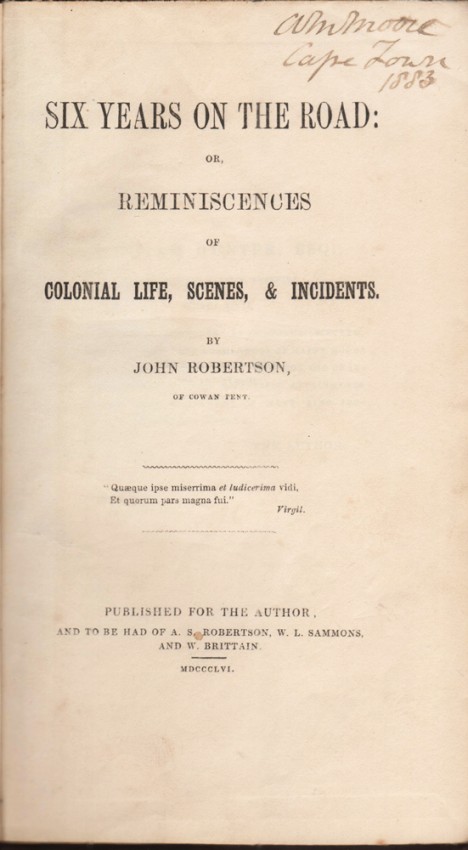 Wm Moore
Cape Town
1883
SIX YEARS ON THE ROAD:
OR,
REMINISCENCES
OF
COLONIAL LIFE, SCENES, & INCIDENTS.
BY
JOHN ROBERTSON,
OF COWAN PENT.
"Quæque ipse miserrima et ludicerima vidi,
Et quorum pars magna fui."
Virgil.
PUBLISHED FOR THE AUTHOR,
AND TO BE HAD OF A. S. ROBERTSON, W. L. SAMMONS,
AND W. BRITTAIN.
MDCCCLVI.